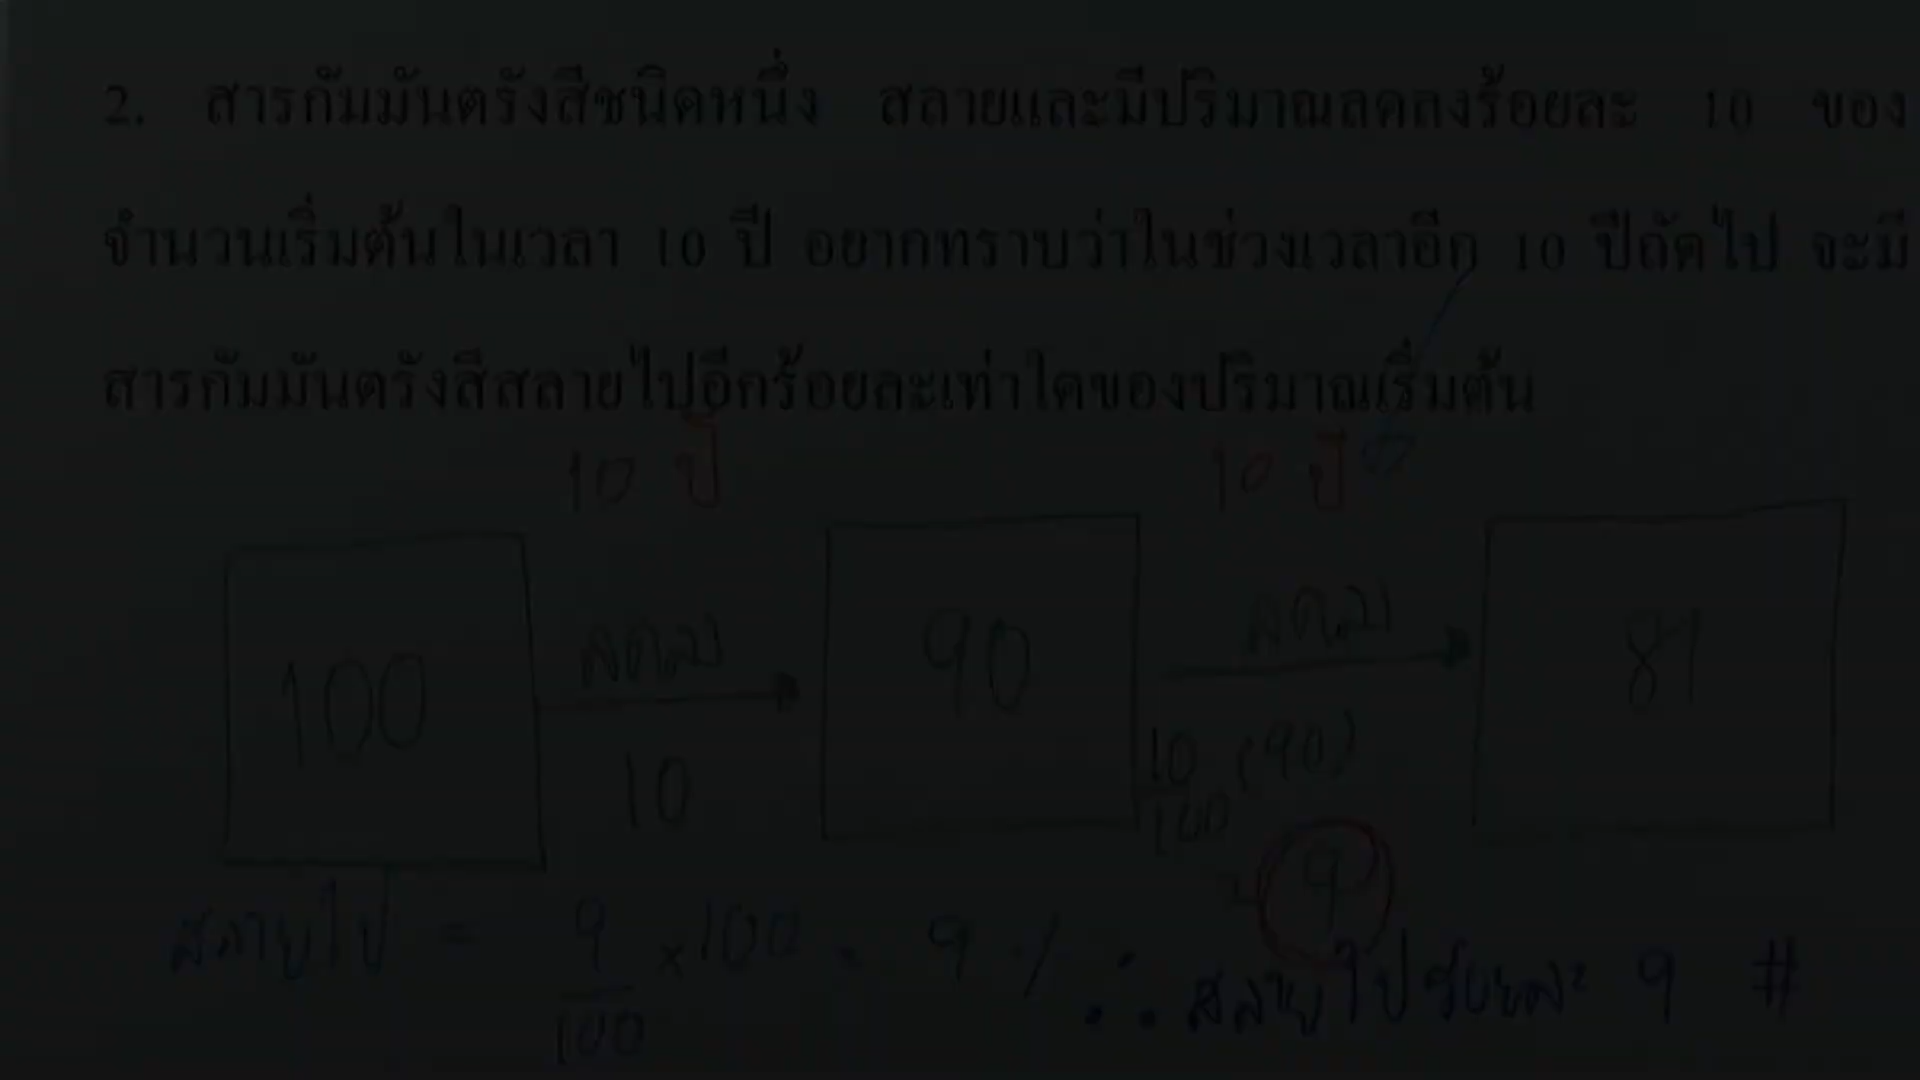 2. สารกัมมันตรังสีชนิดหนึ่ง สลายและมีปริมาณลดลงร้อยละ 10 ของ
จำนวนเริ่มต้นในเวลา 10 ปี อยากทราบว่าในช่วงเวลาอีก 10 ปีถัดไป จะมี
สารกัมมันตรังสีสลายไปอีกร้อยละเท่าใดของปริมาณเริ่มต้น
10 ปี 10 ปี
100 ลดลง 10 90 ลดลง 10/100 (90) 81
= 9
สลายไป = 9/100 × 100 = 9 % ∴ สลายไปร้อยละ 9 #